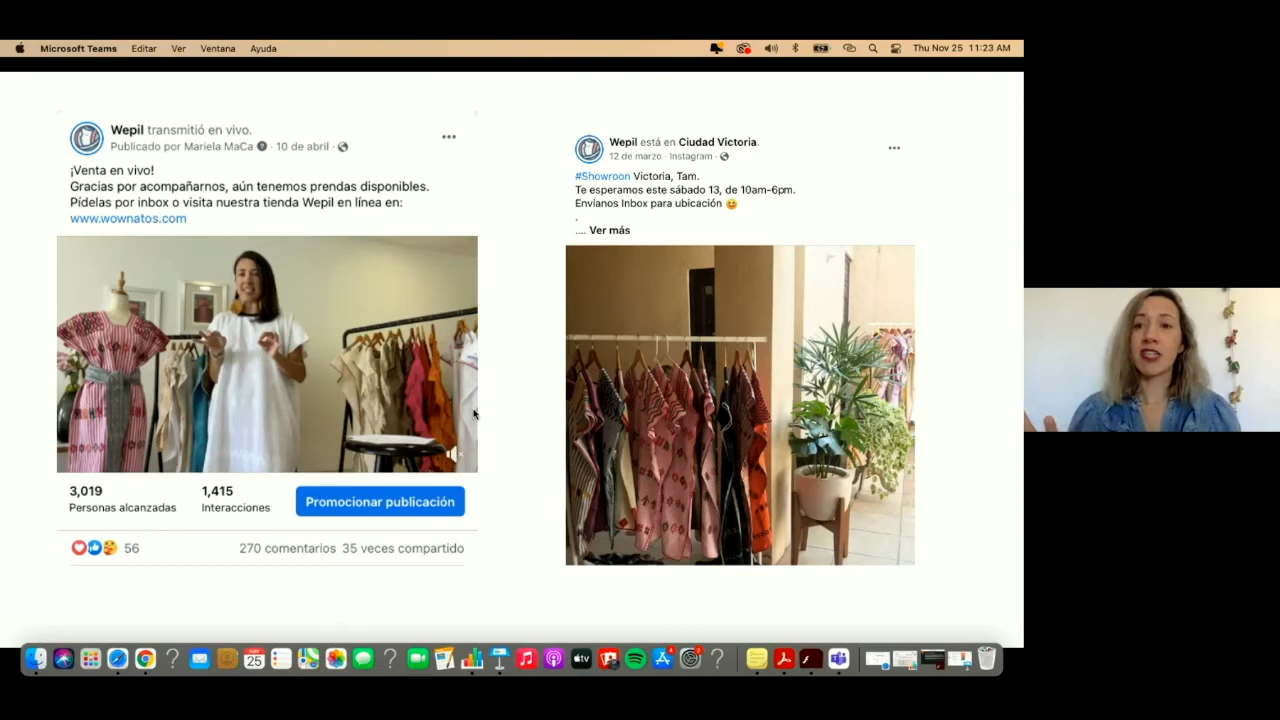 Microsoft Teams Editar Ver Ventana Ayuda
Thu Nov 25 11:23 AM
Wepil transmitió en vivo.
Publicado por Mariela MaCa · 10 de abril ·
¡Venta en vivo!
Gracias por acompañarnos, aún tenemos prendas disponibles.
Pídelas por inbox o visita nuestra tienda Wepil en línea en:
www.wownatos.com
3,019
Personas alcanzadas
1,415
Interacciones
Promocionar publicación
56
270 comentarios 35 veces compartido
Wepil está en Ciudad Victoria.
12 de marzo · Instagram ·
#Showroon Victoria, Tam.
Te esperamos este sábado 13, de 10am-6pm.
Envíanos Inbox para ubicación
.
.... Ver más
25
tv